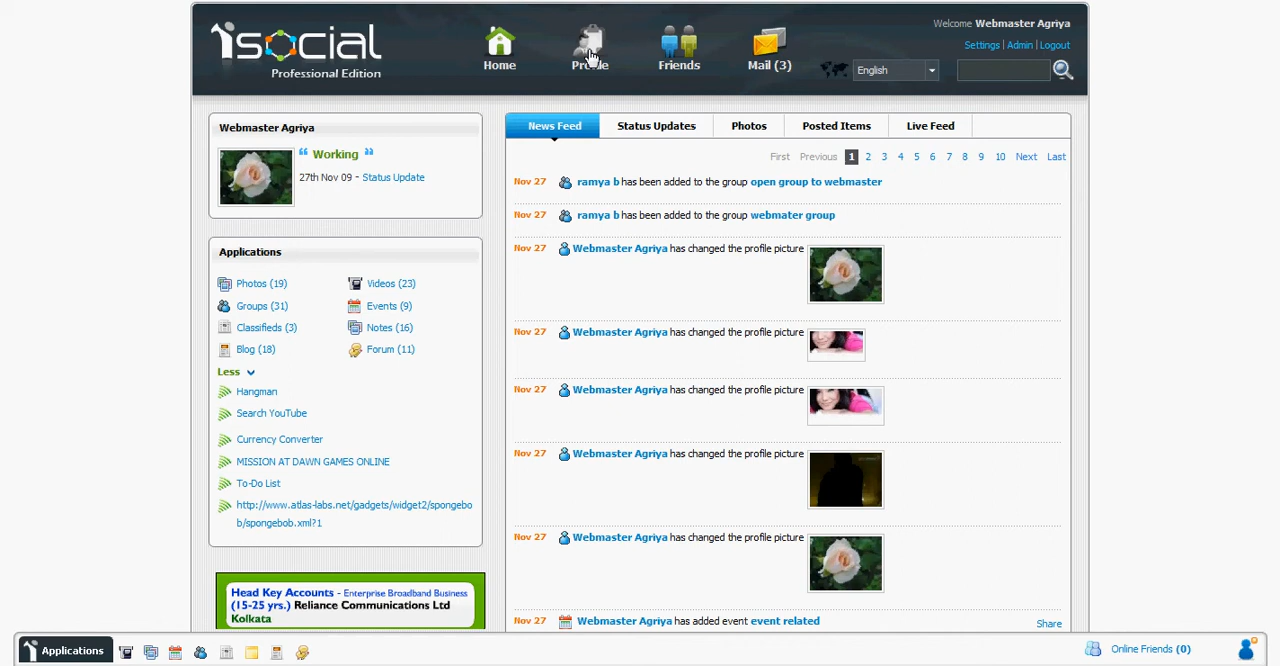 isocial
Professional Edition
Home
Profile
Friends
Mail (3)
Welcome Webmaster Agriya
Settings | Admin | Logout
English
Webmaster Agriya
“ Working ”
27th Nov 09 - Status Update
Applications
Photos (19)
Videos (23)
Groups (31)
Events (9)
Classifieds (3)
Notes (16)
Blog (18)
Forum (11)
Less
Hangman
Search YouTube
Currency Converter
MISSION AT DAWN GAMES ONLINE
To-Do List
http://www.atlas-labs.net/gadgets/widget2/spongebo
b/spongebob.xml?1
Head Key Accounts - Enterprise Broadband Business
(15-25 yrs.) Reliance Communications Ltd
Kolkata
News Feed
Status Updates
Photos
Posted Items
Live Feed
First Previous 1 2 3 4 5 6 7 8 9 10 Next Last
Nov 27 ramya b has been added to the group open group to webmaster
Nov 27 ramya b has been added to the group webmater group
Nov 27 Webmaster Agriya has changed the profile picture
Nov 27 Webmaster Agriya has changed the profile picture
Nov 27 Webmaster Agriya has changed the profile picture
Nov 27 Webmaster Agriya has changed the profile picture
Nov 27 Webmaster Agriya has changed the profile picture
Nov 27 Webmaster Agriya has added event event related
Share
Applications
Online Friends (0)